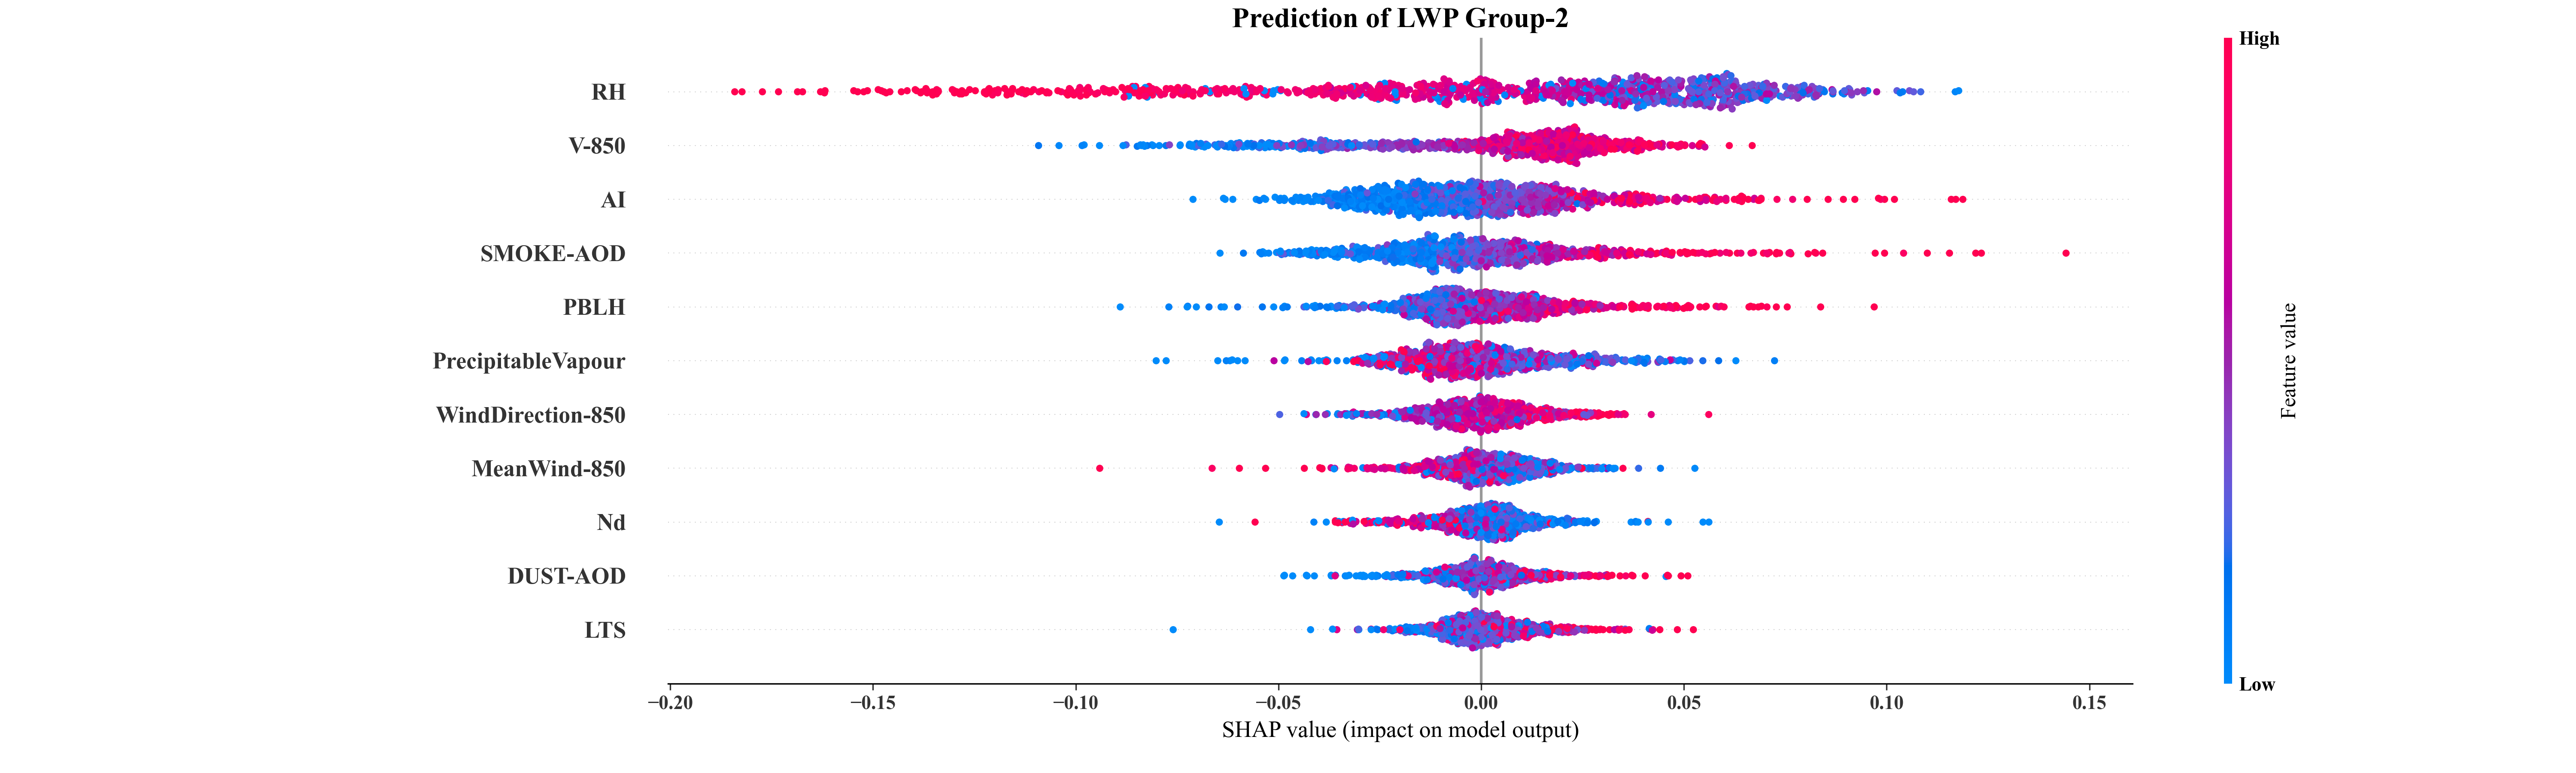 Prediction of LWP Group-2
High
RH
V-850
AI
SMOKE-AOD
PBLH
PrecipitableVapour
WindDirection-850
MeanWind-850
Nd
DUST-AOD
LTS
Feature value
Low
−0.20 −0.15 −0.10 −0.05 0.00 0.05 0.10 0.15
SHAP value (impact on model output)